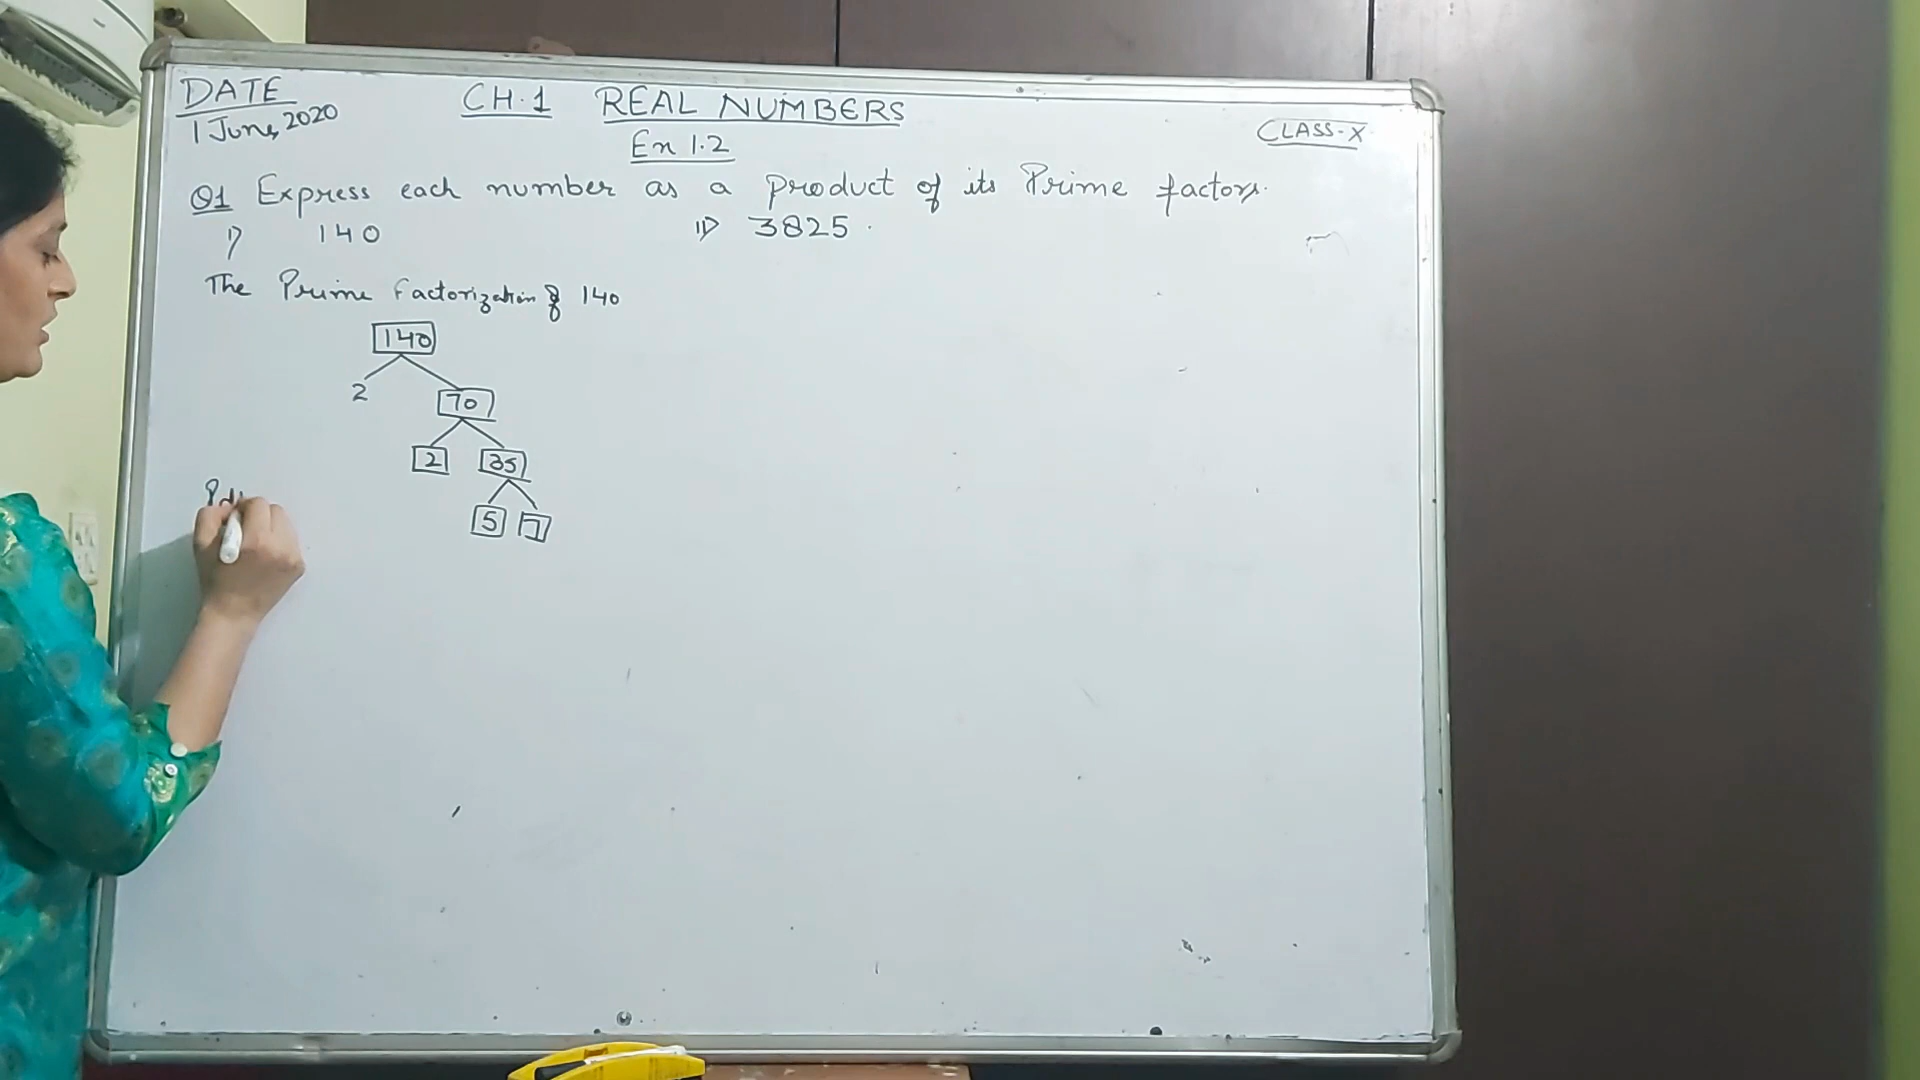 DATE
1 June, 2020
CH.1 REAL NUMBERS
CLASS-X
Ex 1.2
Q1 Express each number as a product of its Prime factors.
i) 140 ii) 3825.
The Prime Factorization of 140
140
2 70
2 35
5 7